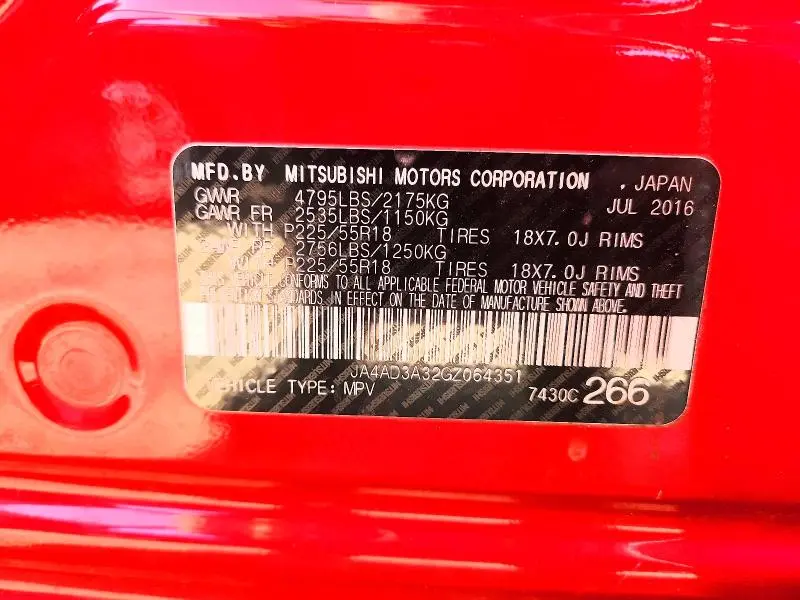 MFD.BY MITSUBISHI MOTORS CORPORATION . JAPAN
GVWR 4795LBS/2175KG JUL 2016
GAWR FR 2535LBS/1150KG
WITH P225/55R18 TIRES 18X7.0J RIMS
2756LBS/1250KG
P225/55R18 TIRES 18X7.0J RIMS
VEHICLE CONFORMS TO ALL APPLICABLE FEDERAL MOTOR VEHICLE SAFETY AND THEFT
STANDARDS IN EFFECT ON THE DATE OF MANUFACTURE SHOWN ABOVE.
JA4AD3A32GZ064351
VEHICLE TYPE: MPV 7430C 266